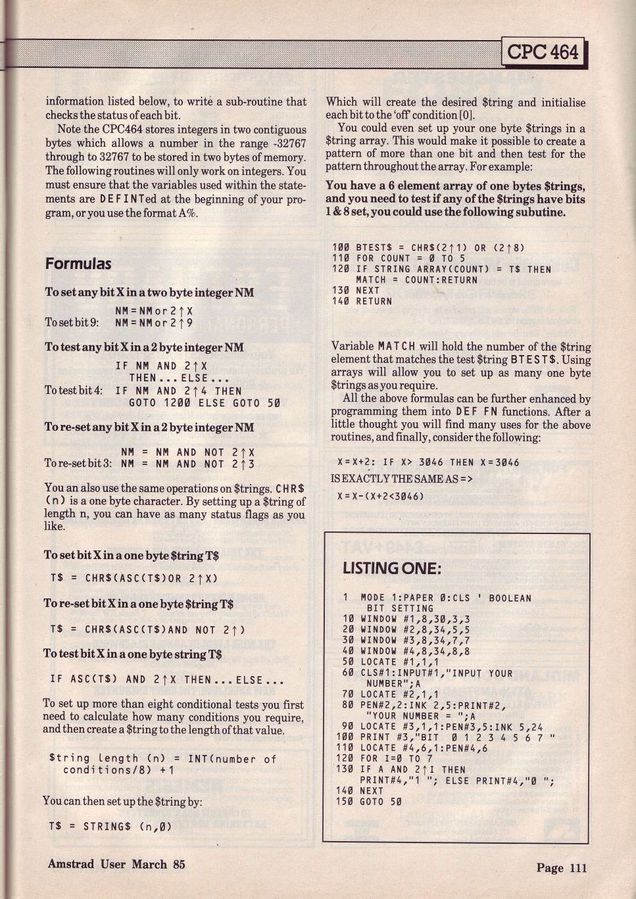 CPC 464
information listed below, to write a sub-routine that
checks the status of each bit.
Note the CPC464 stores integers in two contiguous
bytes which allows a number in the range -32767
through to 32767 to be stored in two bytes of memory.
The following routines will only work on integers. You
must ensure that the variables used within the state-
ments are DEFINTed at the beginning of your pro-
gram, or you use the format A%.
Formulas
To set any bit X in a two byte integer NM
NM=NM or 2↑X
To set bit 9: NM=NM or 2↑9
To test any bit X in a 2 byte integer NM
IF NM AND 2↑X
THEN...ELSE...
To test bit 4: IF NM AND 2↑4 THEN
GOTO 1200 ELSE GOTO 50
To re-set any bit X in a 2 byte integer NM
NM = NM AND NOT 2↑X
To re-set bit 3: NM = NM AND NOT 2↑3
You an also use the same operations on $trings. CHR$
(n) is a one byte character. By setting up a $tring of
length n, you can have as many status flags as you
like.
To set bit X in a one byte $tring T$
T$ = CHR$(ASC(T$)OR 2↑X)
To re-set bit X in a one byte $tring T$
T$ = CHR$(ASC(T$)AND NOT 2↑)
To test bit X in a one byte string T$
IF ASC(T$) AND 2↑X THEN...ELSE...
To set up more than eight conditional tests you first
need to calculate how many conditions you require,
and then create a $tring to the length of that value.
$tring length (n) = INT(number of
conditions/8) +1
You can then set up the $tring by:
T$ = STRING$ (n,0)
Which will create the desired $tring and initialise
each bit to the 'off' condition [0].
You could even set up your one byte $trings in a
$tring array. This would make it possible to create a
pattern of more than one bit and then test for the
pattern throughout the array. For example:
You have a 6 element array of one bytes $trings,
and you need to test if any of the $trings have bits
1 & 8 set, you could use the following subutine.
100 BTEST$ = CHR$(2↑1) OR (2↑8)
110 FOR COUNT = 0 TO 5
120 IF STRING ARRAY(COUNT) = T$ THEN
MATCH = COUNT:RETURN
130 NEXT
140 RETURN
Variable MATCH will hold the number of the $tring
element that matches the test $tring BTEST$. Using
arrays will allow you to set up as many one byte
$trings as you require.
All the above formulas can be further enhanced by
programming them into DEF FN functions. After a
little thought you will find many uses for the above
routines, and finally, consider the following:
X=X+2: IF X> 3046 THEN X=3046
IS EXACTLY THE SAME AS =>
X=X-(X+2<3046)
LISTING ONE:
1 MODE 1:PAPER 0:CLS ' BOOLEAN
BIT SETTING
10 WINDOW #1,8,30,3,3
20 WINDOW #2,8,34,5,5
30 WINDOW #3,8,34,7,7
40 WINDOW #4,8,34,8,8
50 LOCATE #1,1,1
60 CLS#1:INPUT#1,"INPUT YOUR
NUMBER";A
70 LOCATE #2,1,1
80 PEN#2,2:INK 2,5:PRINT#2,
"YOUR NUMBER = ";A
90 LOCATE #3,1,1:PEN#3,5:INK 5,24
100 PRINT #3,"BIT 0 1 2 3 4 5 6 7 "
110 LOCATE #4,6,1:PEN#4,6
120 FOR I=0 TO 7
130 IF A AND 2↑I THEN
PRINT#4,"1 "; ELSE PRINT#4,"0 ";
140 NEXT
150 GOTO 50
Amstrad User March 85
Page 111